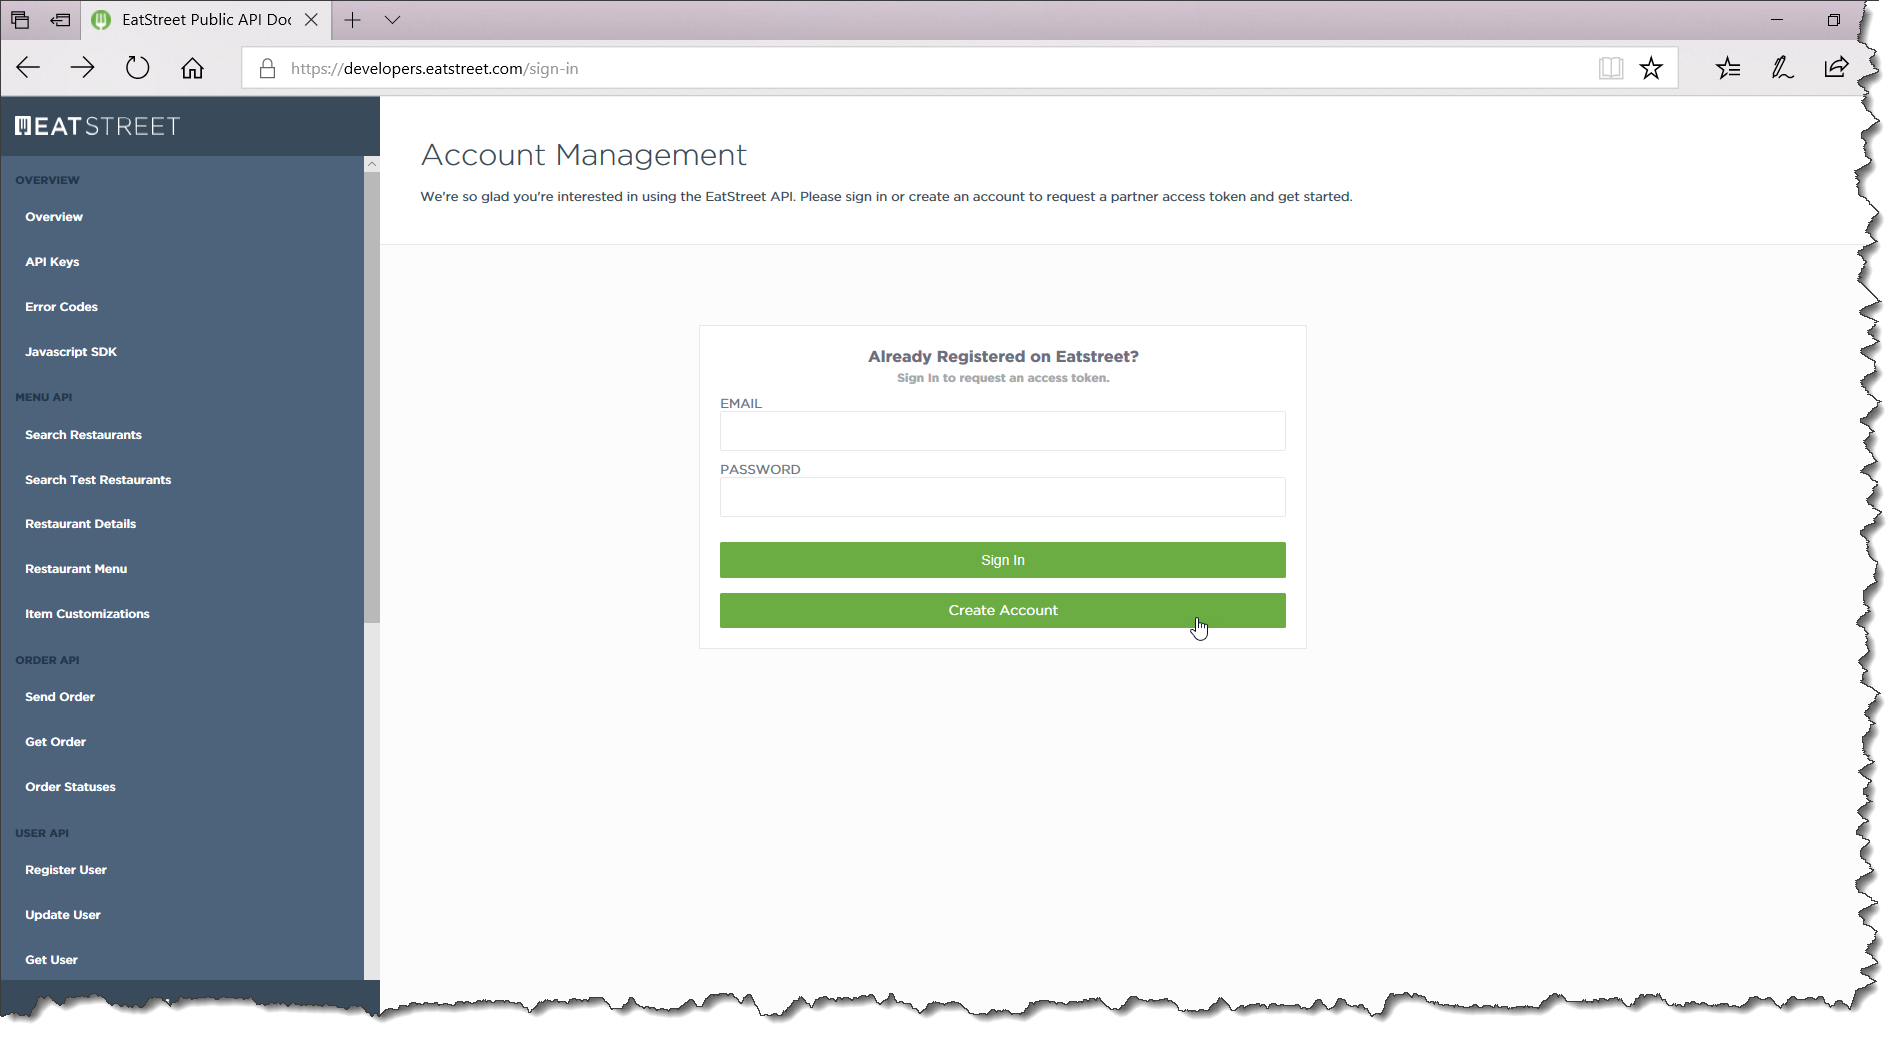 EatStreet Public API Doc
https://developers.eatstreet.com/sign-in
EATSTREET
OVERVIEW
Overview
API Keys
Error Codes
Javascript SDK
MENU API
Search Restaurants
Search Test Restaurants
Restaurant Details
Restaurant Menu
Item Customizations
ORDER API
Send Order
Get Order
Order Statuses
USER API
Register User
Update User
Get User
Account Management
We're so glad you're interested in using the EatStreet API. Please sign in or create an account to request a partner access token and get started.
Already Registered on Eatstreet?
Sign In to request an access token.
EMAIL
PASSWORD
Sign In
Create Account